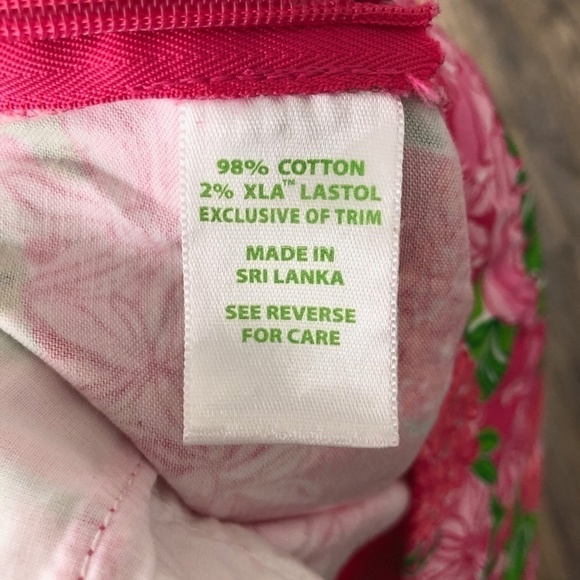 98% COTTON
2% XLA™ LASTOL
EXCLUSIVE OF TRIM
MADE IN
SRI LANKA
SEE REVERSE
FOR CARE